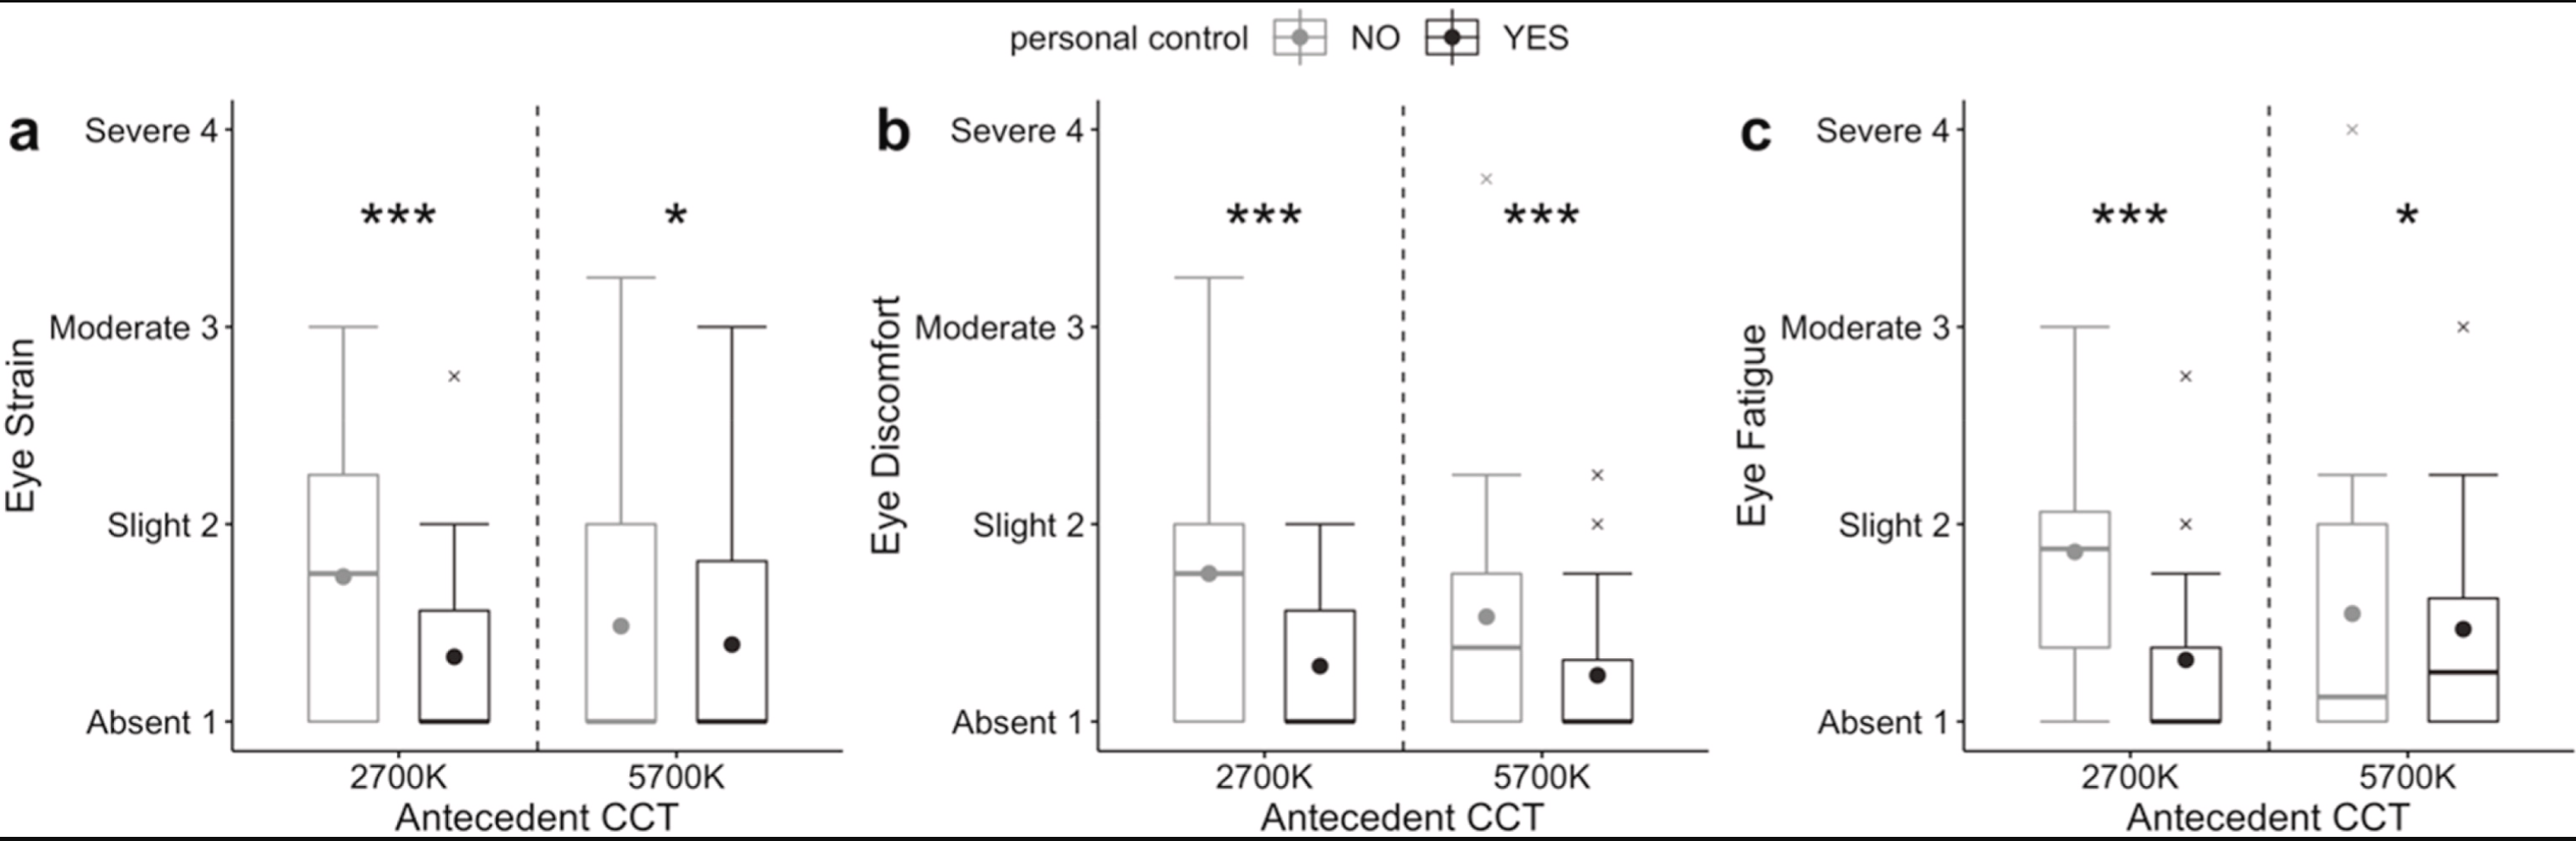 personal control NO YES
a
Eye Strain
Severe 4
Moderate 3
Slight 2
Absent 1
*** *
2700K 5700K
Antecedent CCT
b
Eye Discomfort
Severe 4
Moderate 3
Slight 2
Absent 1
*** ***
2700K 5700K
Antecedent CCT
c
Eye Fatigue
Severe 4
Moderate 3
Slight 2
Absent 1
*** *
2700K 5700K
Antecedent CCT